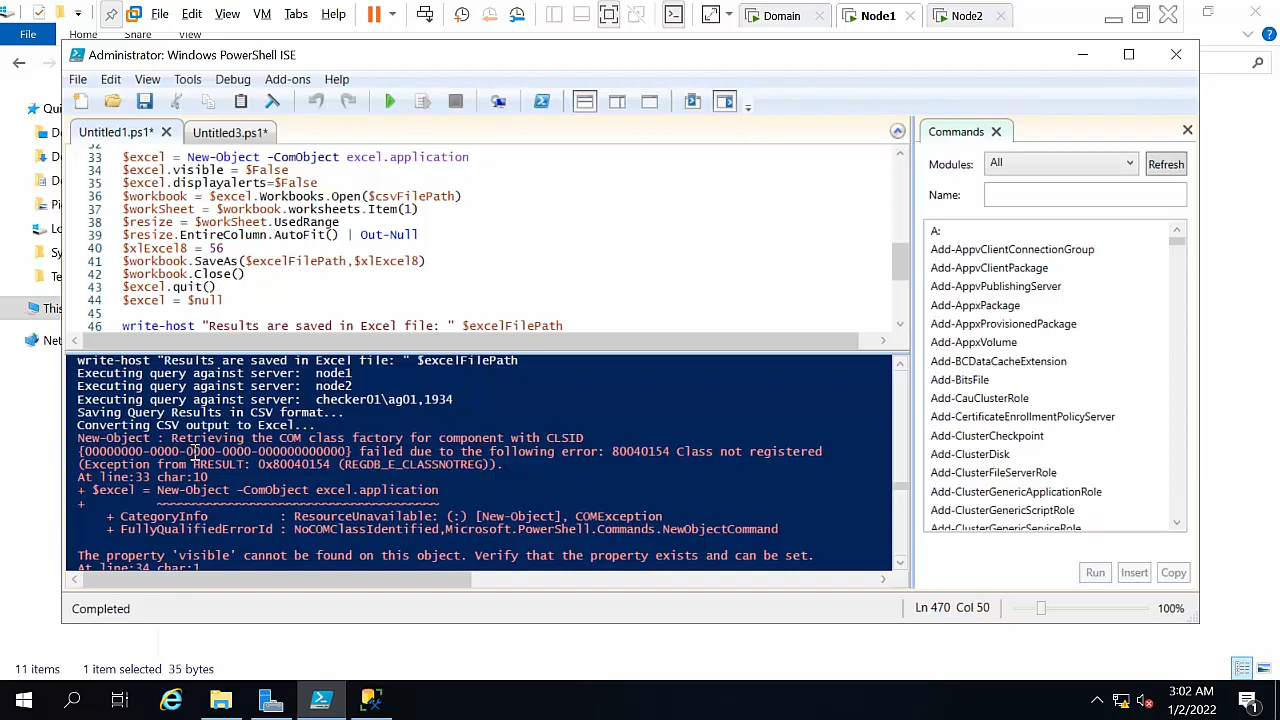 File Edit View VM Tabs Help
Domain Node1 Node2
File Home Share View
Administrator: Windows PowerShell ISE
File Edit View Tools Debug Add-ons Help
Qui
Untitled1.ps1* Untitled3.ps1*
33 $excel = New-Object -ComObject excel.application
34 $excel.visible = $False
35 $excel.displayalerts=$False
36 $workbook = $excel.Workbooks.Open($csvFilePath)
37 $workSheet = $workbook.worksheets.Item(1)
38 $resize = $workSheet.UsedRange
39 $resize.EntireColumn.AutoFit() | Out-Null
40 $xlExcel8 = 56
41 $workbook.SaveAs($excelFilePath,$xlExcel8)
42 $workbook.Close()
43 $excel.quit()
44 $excel = $null
45
46 write-host "Results are saved in Excel file: " $excelFilePath
write-host "Results are saved in Excel file: " $excelFilePath
Executing query against server:  node1
Executing query against server:  node2
Executing query against server:  checker01\ag01,1934
Saving Query Results in CSV format...
Converting CSV output to Excel...
New-Object : Retrieving the COM class factory for component with CLSID
{00000000-0000-0000-0000-000000000000} failed due to the following error: 80040154 Class not registered
(Exception from HRESULT: 0x80040154 (REGDB_E_CLASSNOTREG)).
At line:33 char:10
+ $excel = New-Object -ComObject excel.application
+          ~~~~~~~~~~~~~~~~~~~~~~~~~~~~~~~~~~~~~~~
+ CategoryInfo          : ResourceUnavailable: (:) [New-Object], COMException
+ FullyQualifiedErrorId : NoCOMClassIdentified,Microsoft.PowerShell.Commands.NewObjectCommand
The property 'visible' cannot be found on this object. Verify that the property exists and can be set.
At line:34 char:1
Commands
Modules: All Refresh
Name:
A:
Add-AppvClientConnectionGroup
Add-AppvClientPackage
Add-AppvPublishingServer
Add-AppxPackage
Add-AppxProvisionedPackage
Add-AppxVolume
Add-BCDataCacheExtension
Add-BitsFile
Add-CauClusterRole
Add-CertificateEnrollmentPolicyServer
Add-ClusterCheckpoint
Add-ClusterDisk
Add-ClusterFileServerRole
Add-ClusterGenericApplicationRole
Add-ClusterGenericScriptRole
Add-ClusterGenericServiceRole
Run Insert Copy
This
Net
Completed Ln 470 Col 50 100%
11 items 1 item selected 35 bytes
3:02 AM
1/2/2022
1